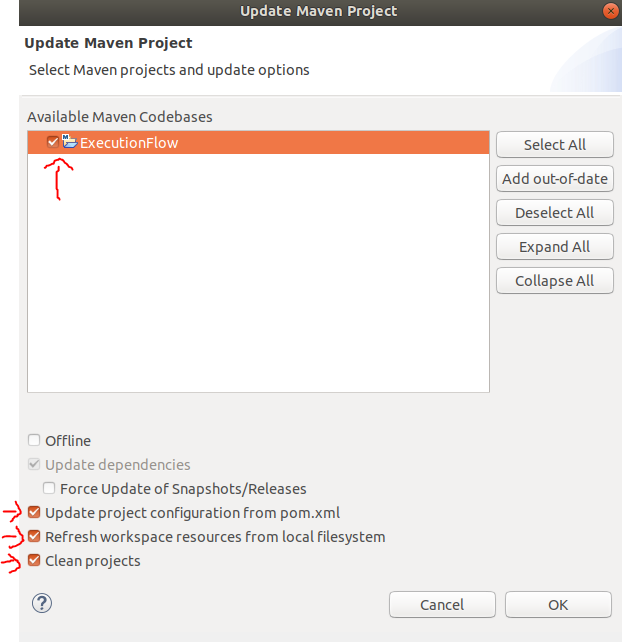 Update Maven Project
Update Maven Project
Select Maven projects and update options
Available Maven Codebases
ExecutionFlow
Select All
Add out-of-date
Deselect All
Expand All
Collapse All
Offline
Update dependencies
Force Update of Snapshots/Releases
Update project configuration from pom.xml
Refresh workspace resources from local filesystem
Clean projects
? Cancel OK